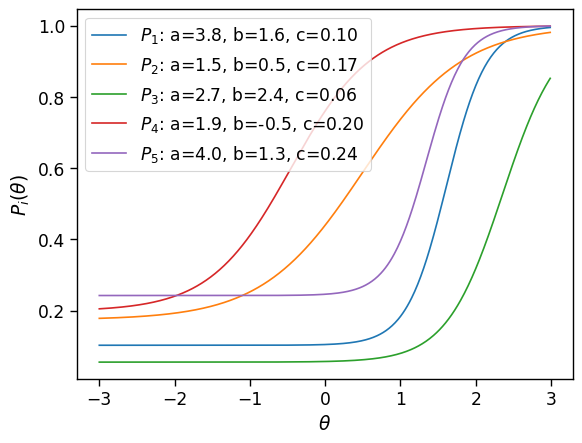 P₁: a=3.8, b=1.6, c=0.10
P₂: a=1.5, b=0.5, c=0.17
P₃: a=2.7, b=2.4, c=0.06
P₄: a=1.9, b=-0.5, c=0.20
P₅: a=4.0, b=1.3, c=0.24
1.0
0.8
0.6
0.4
0.2
Pᵢ(θ)
−3
−2
−1
0
1
2
3
θ